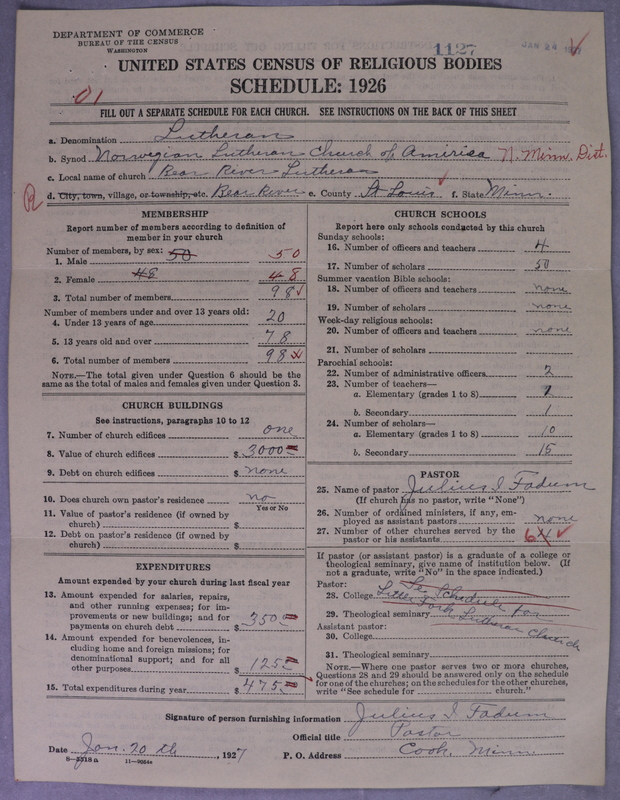 DEPARTMENT OF COMMERCE
BUREAU OF THE CENSUS
WASHINGTON
1127
JAN 24 1927
UNITED STATES CENSUS OF RELIGIOUS BODIES
SCHEDULE: 1926
01
FILL OUT A SEPARATE SCHEDULE FOR EACH CHURCH. SEE INSTRUCTIONS ON THE BACK OF THIS SHEET
a. Denomination Lutheran
b. Synod Norwegian Lutheran Church of America N. Minn. Dist.
c. Local name of church Bear River Lutheran
R d. City, town, village, or township, etc. Bear River e. County St Louis f. State Minn.
MEMBERSHIP
Report number of members according to definition of
member in your church
Number of members, by sex: 50
1. Male 50
2. Female 48 48
3. Total number of members 98
Number of members under and over 13 years old:
4. Under 13 years of age 20
5. 13 years old and over 78
6. Total number of members 98
NOTE.—The total given under Question 6 should be
same as the total of males and females given under Question 3.
CHURCH BUILDINGS
See instructions, paragraphs 10 to 12
7. Number of church edifices one
8. Value of church edifices $ 3000
9. Debt on church edifices $ none
10. Does church own pastor's residence no
Yes or No
11. Value of pastor's residence (if owned by
church) $
12. Debt on pastor's residence (if owned by
church) $
EXPENDITURES
Amount expended by your church during last fiscal year
13. Amount expended for salaries, repairs,
and other running expenses; for im-
provements or new buildings; and for
payments on church debt $ 350
14. Amount expended for benevolences, in-
cluding home and foreign missions; for
denominational support; and for all
other purposes $ 125
15. Total expenditures during year $ 475
CHURCH SCHOOLS
Report here only schools conducted by this church
Sunday schools:
16. Number of officers and teachers 4
17. Number of scholars 50
Summer vacation Bible schools:
18. Number of officers and teachers none
19. Number of scholars none
Week-day religious schools:
20. Number of officers and teachers none
21. Number of scholars
Parochial schools:
22. Number of administrative officers 2
23. Number of teachers—
a. Elementary (grades 1 to 8)
b. Secondary 1
24. Number of scholars—
a. Elementary (grades 1 to 8) 10
b. Secondary 15
PASTOR
25. Name of pastor Julius I Fadum
(If church has no pastor, write "None")
26. Number of ordained ministers, if any, em-
ployed as assistant pastors none
27. Number of other churches served by the
pastor or his assistants 6
If pastor (or assistant pastor) is a graduate of a college or
theological seminary, give name of institution below. (If
not a graduate, write "No" in the space indicated.)
Pastor: See Schedule for
28. College Little Fork Lutheran Church
29. Theological seminary
Assistant pastor:
30. College
31. Theological seminary
NOTE.—Where one pastor serves two or more churches,
Questions 28 and 29 should be answered only on the schedule
for one of the churches; on the schedules for the other churches,
write "See schedule for church."
Signature of person furnishing information Julius I Fadum
Official title Pastor
Date Jan. 20 th, 1927 P. O. Address Cook, Minn.
8—5518a 11—9664